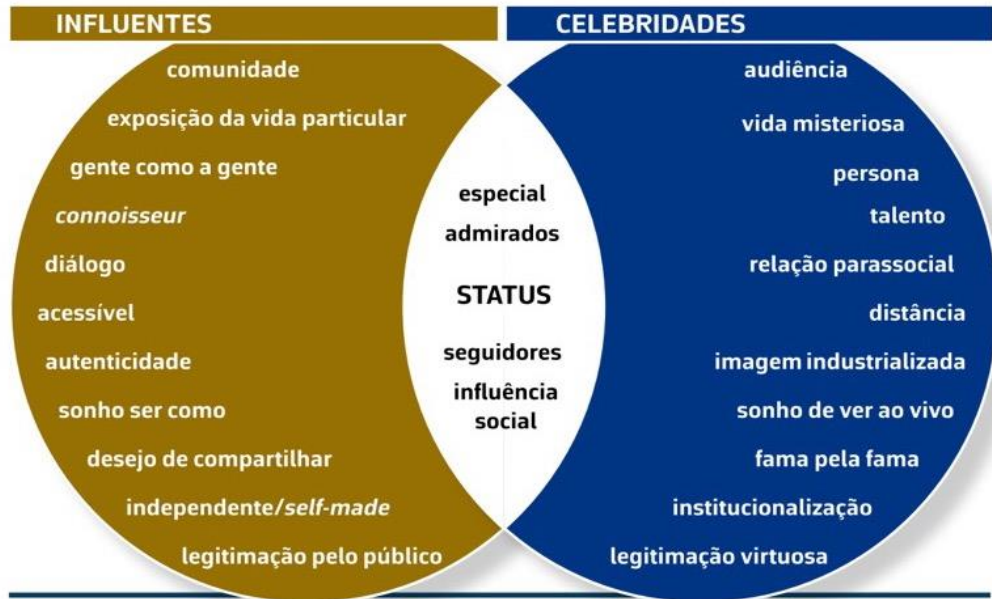 INFLUENTES
comunidade
exposição da vida particular
gente como a gente
connoisseur
diálogo
acessível
autenticidade
sonho ser como
desejo de compartilhar
independente/self-made
legitimação pelo público
especial
admirados
STATUS
seguidores
influência
social
CELEBRIDADES
audiência
vida misteriosa
persona
talento
relação parassocial
distância
imagem industrializada
sonho de ver ao vivo
fama pela fama
institucionalização
legitimação virtuosa